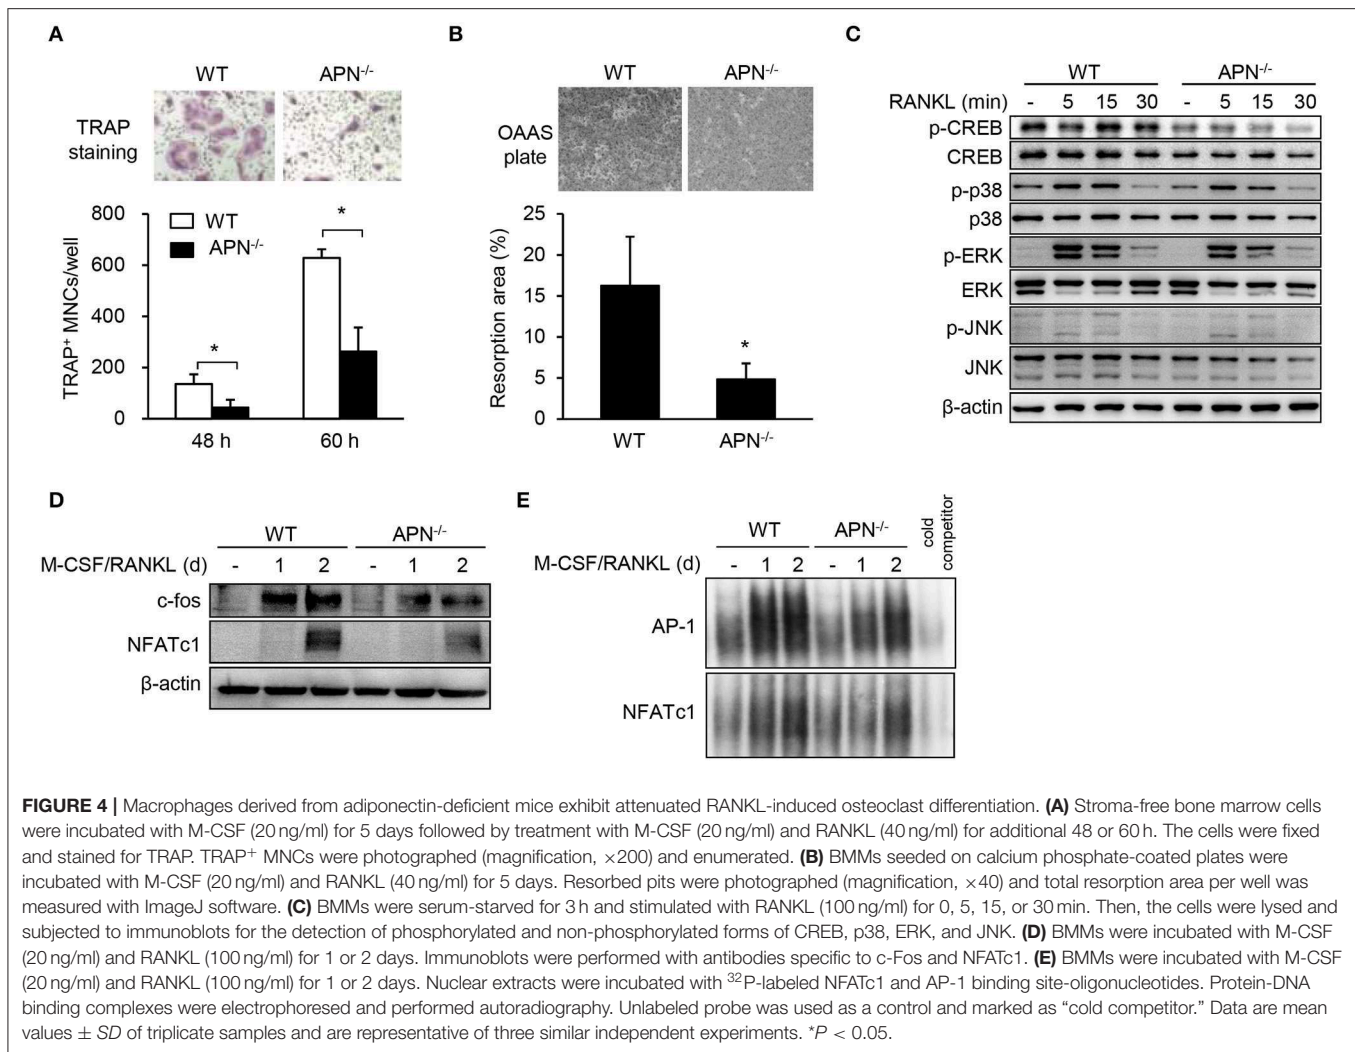 A
WT APN-/-
TRAP
staining
TRAP+ MNCs/well
800
600
400
200
0
WT
APN-/-
*
*
48 h 60 h
B
WT APN-/-
OAAS
plate
Resorption area (%)
25
20
15
10
5
0
*
WT APN-/-
C
WT APN-/-
RANKL (min) - 5 15 30 - 5 15 30
p-CREB
CREB
p-p38
p38
p-ERK
ERK
p-JNK
JNK
β-actin
D
WT APN-/-
M-CSF/RANKL (d) - 1 2 - 1 2
c-fos
NFATc1
β-actin
E
WT APN-/- cold competitor
M-CSF/RANKL (d) - 1 2 - 1 2
AP-1
NFATc1
FIGURE 4 | Macrophages derived from adiponectin-deficient mice exhibit attenuated RANKL-induced osteoclast differentiation. (A) Stroma-free bone marrow cells
were incubated with M-CSF (20 ng/ml) for 5 days followed by treatment with M-CSF (20 ng/ml) and RANKL (40 ng/ml) for additional 48 or 60 h. The cells were fixed
and stained for TRAP. TRAP+ MNCs were photographed (magnification, ×200) and enumerated. (B) BMMs seeded on calcium phosphate-coated plates were
incubated with M-CSF (20 ng/ml) and RANKL (40 ng/ml) for 5 days. Resorbed pits were photographed (magnification, ×40) and total resorption area per well was
measured with ImageJ software. (C) BMMs were serum-starved for 3 h and stimulated with RANKL (100 ng/ml) for 0, 5, 15, or 30 min. Then, the cells were lysed and
subjected to immunoblots for the detection of phosphorylated and non-phosphorylated forms of CREB, p38, ERK, and JNK. (D) BMMs were incubated with M-CSF
(20 ng/ml) and RANKL (100 ng/ml) for 1 or 2 days. Immunoblots were performed with antibodies specific to c-Fos and NFATc1. (E) BMMs were incubated with M-CSF
(20 ng/ml) and RANKL (100 ng/ml) for 1 or 2 days. Nuclear extracts were incubated with 32P-labeled NFATc1 and AP-1 binding site-oligonucleotides. Protein-DNA
binding complexes were electrophoresed and performed autoradiography. Unlabeled probe was used as a control and marked as “cold competitor.” Data are mean
values ± SD of triplicate samples and are representative of three similar independent experiments. *P < 0.05.